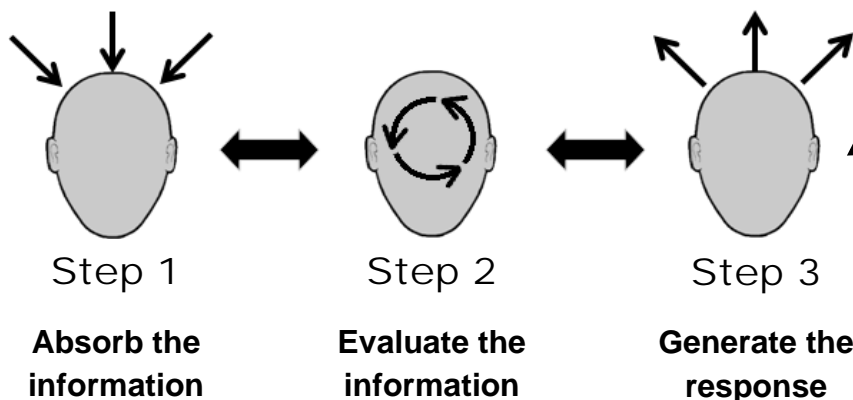 Step 1
Step 2
Step 3
Absorb the
information
Evaluate the
information
Generate the
response